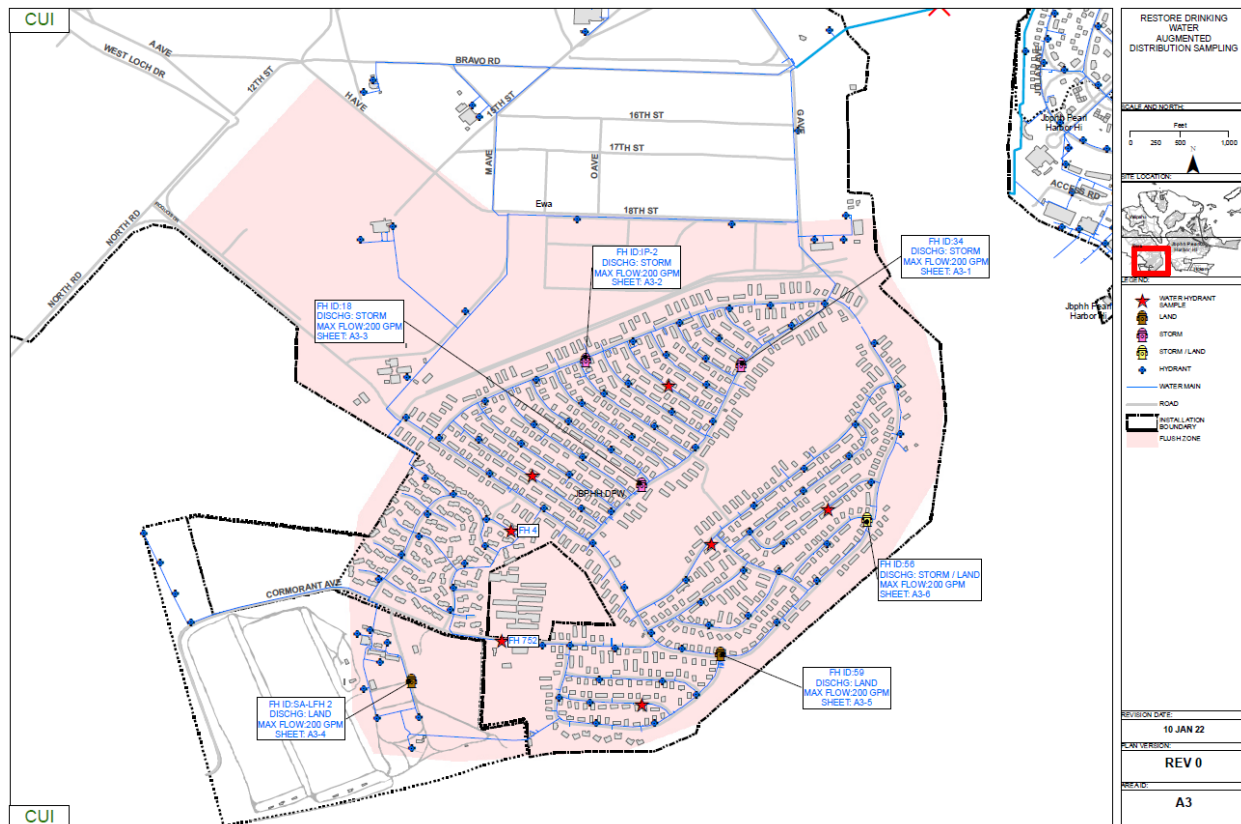 CUI
A AVE
WEST LOCH DR
12TH ST
H AVE
BRAVO RD
15TH ST
16TH ST
17TH ST
M AVE
O AVE
G AVE
18TH ST
Ewa
NORTH RD
NORTH RD
FH ID:IP-2
DISCHG: STORM
MAX FLOW:200 GPM
SHEET: A3-2
FH ID:34
DISCHG: STORM
MAX FLOW:200 GPM
SHEET: A3-1
FH ID:18
DISCHG: STORM
MAX FLOW:200 GPM
SHEET: A3-3
JBPHH DPW
FH 4
FH ID:56
DISCHG: STORM / LAND
MAX FLOW:200 GPM
SHEET: A3-6
CORMORANT AVE
FH 752
FH ID:59
DISCHG: LAND
MAX FLOW:200 GPM
SHEET: A3-5
FH ID:SA-LFH 2
DISCHG: LAND
MAX FLOW:200 GPM
SHEET: A3-4
CUI
Jbphh Pearl
Harbor Hi
ACCESS RD
Jbphh Pearl
Harbor Hi
RESTORE DRINKING
WATER
AUGMENTED
DISTRIBUTION SAMPLING
SCALE AND NORTH:
Feet
0 250 500 1,000
N
SITE LOCATION:
LEGEND:
WATER HYDRANT
SAMPLE
LAND
STORM
STORM / LAND
HYDRANT
WATER MAIN
ROAD
INSTALLATION
BOUNDARY
FLUSH ZONE
REVISION DATE:
10 JAN 22
PLAN VERSION:
REV 0
AREA ID:
A3